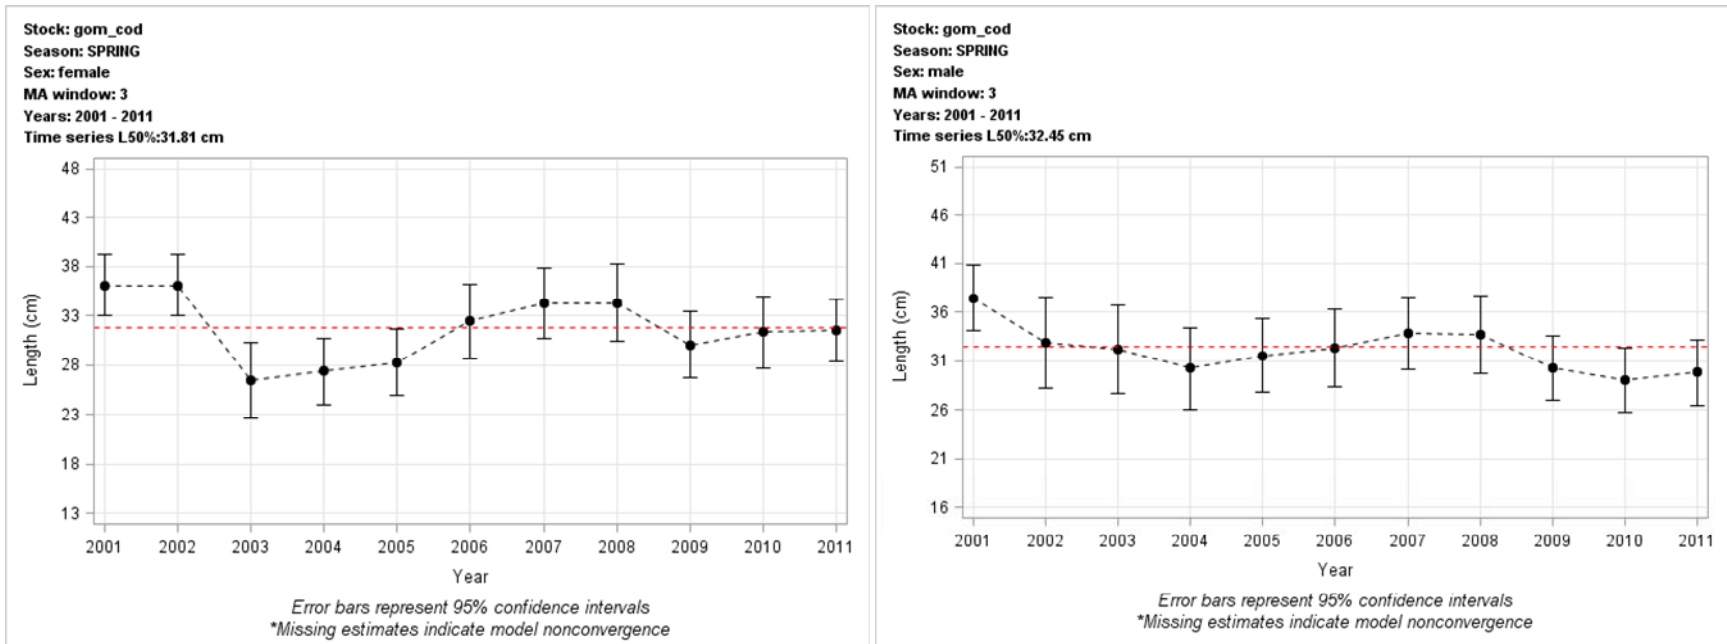 Stock: gom_cod
Season: SPRING
Sex: female
MA window: 3
Years: 2001 - 2011
Time series L50%:31.81 cm
48
43
38
33
28
23
18
13
Length (cm)
2001 2002 2003 2004 2005 2006 2007 2008 2009 2010 2011
Year
Error bars represent 95% confidence intervals
*Missing estimates indicate model nonconvergence
Stock: gom_cod
Season: SPRING
Sex: male
MA window: 3
Years: 2001 - 2011
Time series L50%:32.45 cm
51
46
41
36
31
26
21
16
Length (cm)
2001 2002 2003 2004 2005 2006 2007 2008 2009 2010 2011
Year
Error bars represent 95% confidence intervals
*Missing estimates indicate model nonconvergence